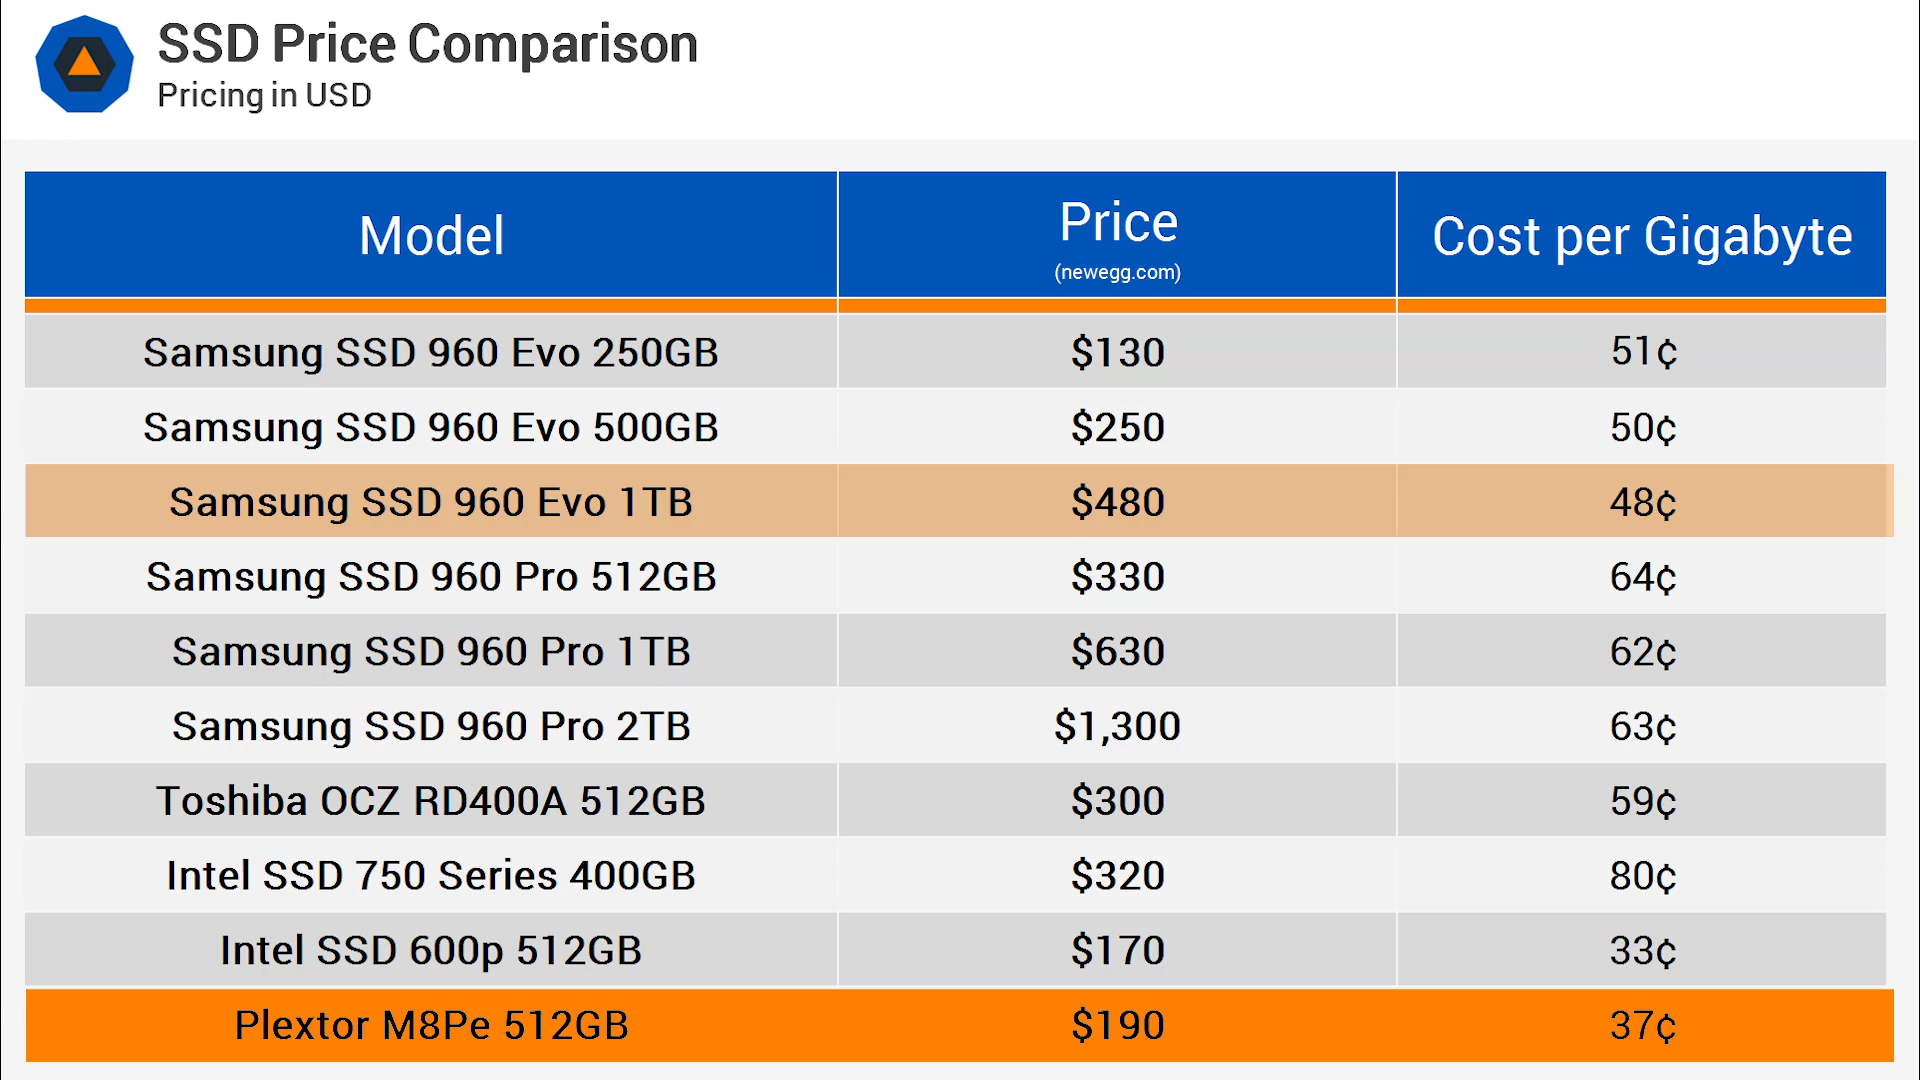 SSD Price Comparison
Pricing in USD
Model Price Cost per Gigabyte
(newegg.com)
Samsung SSD 960 Evo 250GB $130 51¢
Samsung SSD 960 Evo 500GB $250 50¢
Samsung SSD 960 Evo 1TB $480 48¢
Samsung SSD 960 Pro 512GB $330 64¢
Samsung SSD 960 Pro 1TB $630 62¢
Samsung SSD 960 Pro 2TB $1,300 63¢
Toshiba OCZ RD400A 512GB $300 59¢
Intel SSD 750 Series 400GB $320 80¢
Intel SSD 600p 512GB $170 33¢
Plextor M8Pe 512GB $190 37¢